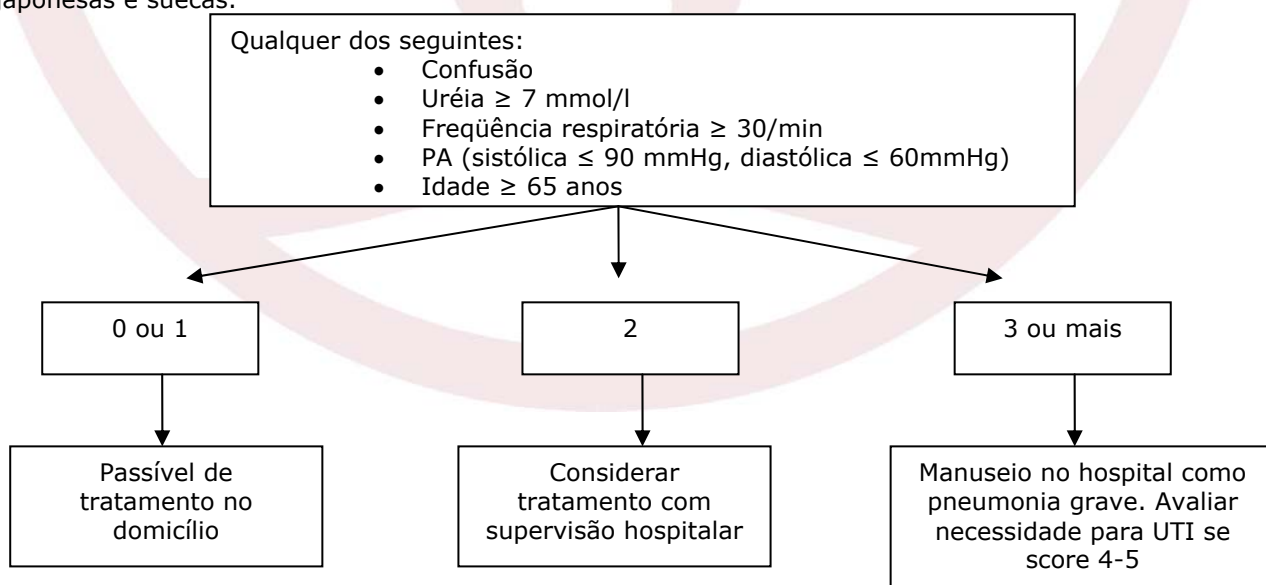 japonesas e suecas.
Qualquer dos seguintes:
• Confusão
• Uréia ≥ 7 mmol/l
• Freqüência respiratória ≥ 30/min
• PA (sistólica ≤ 90 mmHg, diastólica ≤ 60mmHg)
• Idade ≥ 65 anos
0 ou 1
2
3 ou mais
Passível de
tratamento no
domicílio
Considerar
tratamento com
supervisão hospitalar
Manuseio no hospital como
pneumonia grave. Avaliar
necessidade para UTI se
score 4-5